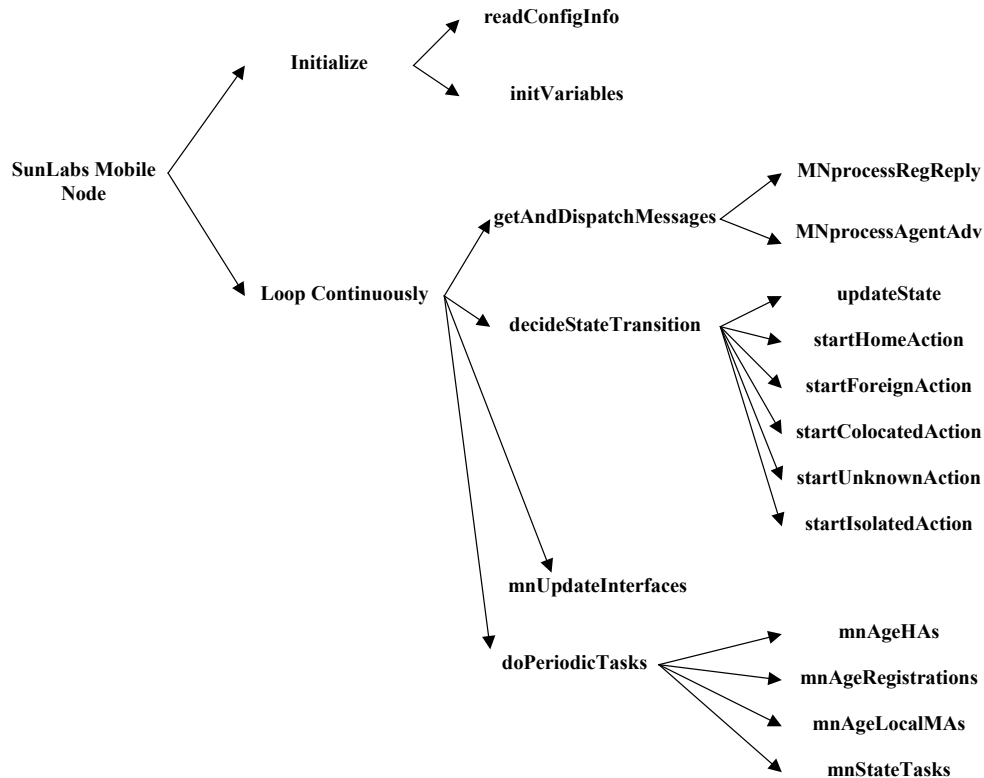 readConfigInfo
Initialize
initVariables
SunLabs Mobile
Node
MNprocessRegReply
getAndDispatchMessages
MNprocessAgentAdv
Loop Continuously
updateState
decideStateTransition
startHomeAction
startForeignAction
startColocatedAction
startUnknownAction
startIsolatedAction
mnUpdateInterfaces
mnAgeHAs
doPeriodicTasks
mnAgeRegistrations
mnAgeLocalMAs
mnStateTasks